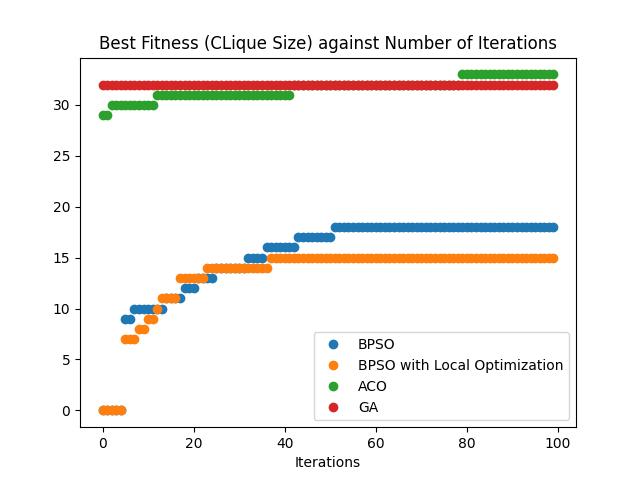 Best Fitness (CLique Size) against Number of Iterations
30
25
20
15
10
5
0
0 20 40 60 80 100
Iterations
BPSO
BPSO with Local Optimization
ACO
GA